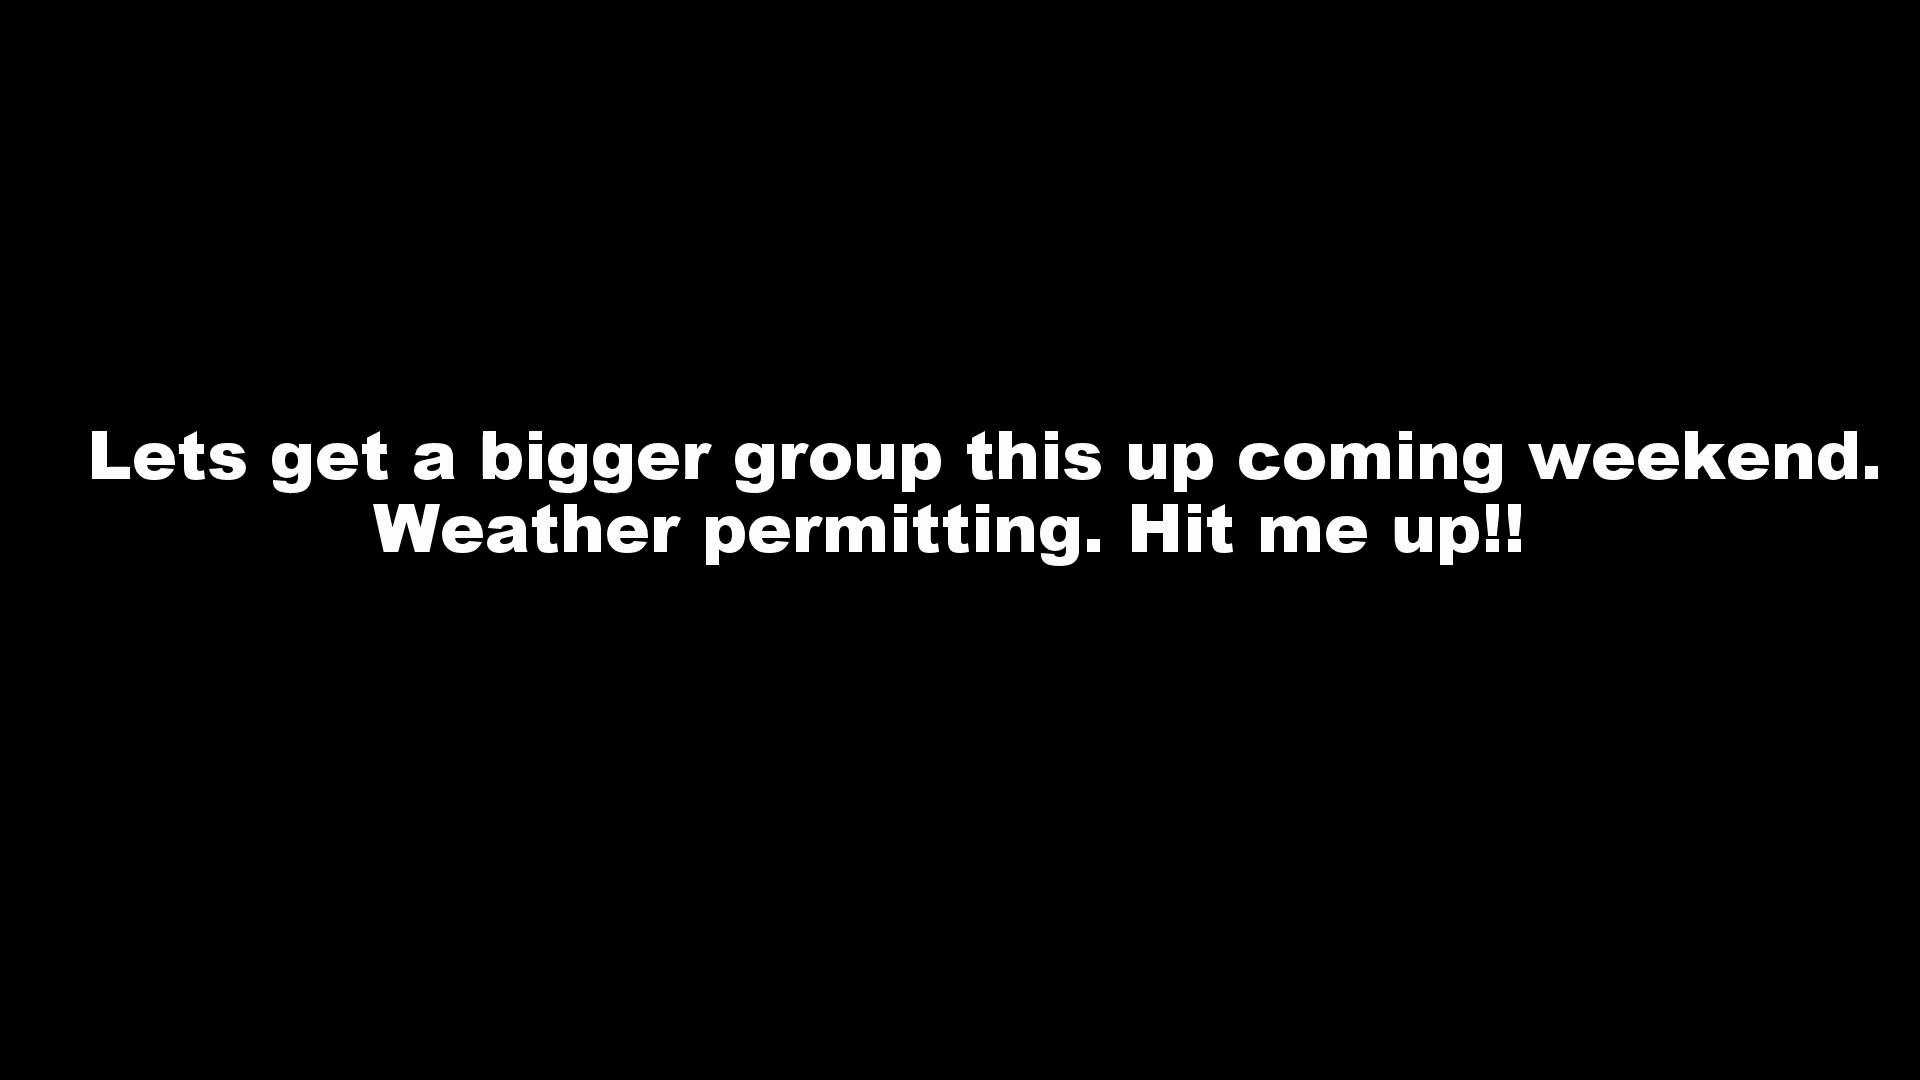 Lets get a bigger group this up coming weekend.
Weather permitting. Hit me up!!